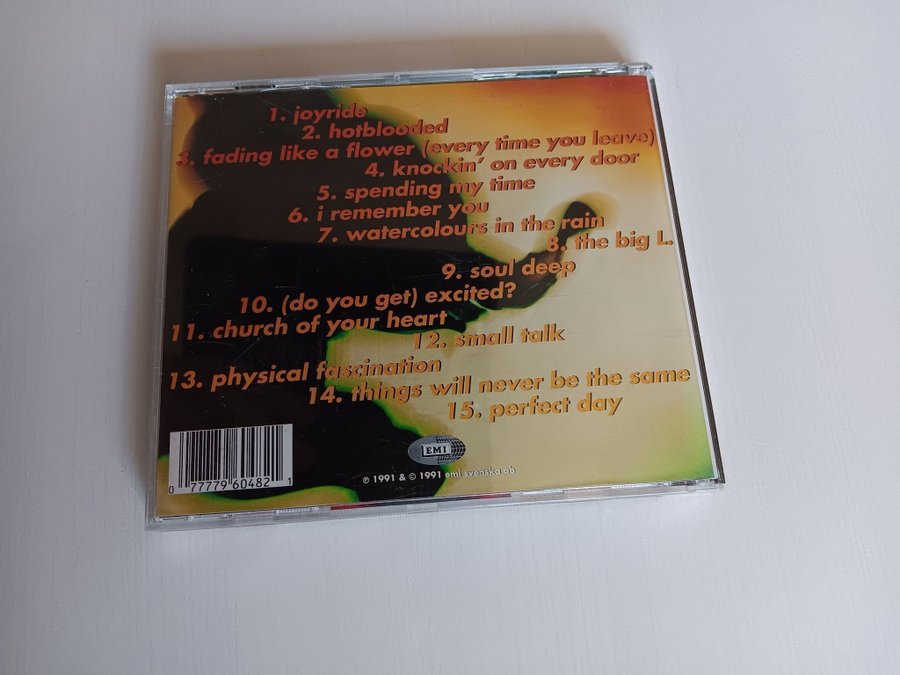 1. joyride
2. hotblooded
3. fading like a flower (every time you leave)
4. knockin' on every door
5. spending my time
6. i remember you
7. watercolours in the rain
8. the big L.
9. soul deep
10. (do you get) excited?
11. church of your heart
12. small talk
13. physical fascination
14. things will never be the same
15. perfect day
EMI
℗ 1991 & © 1991 emi svenska ab
0 77779 60482 1